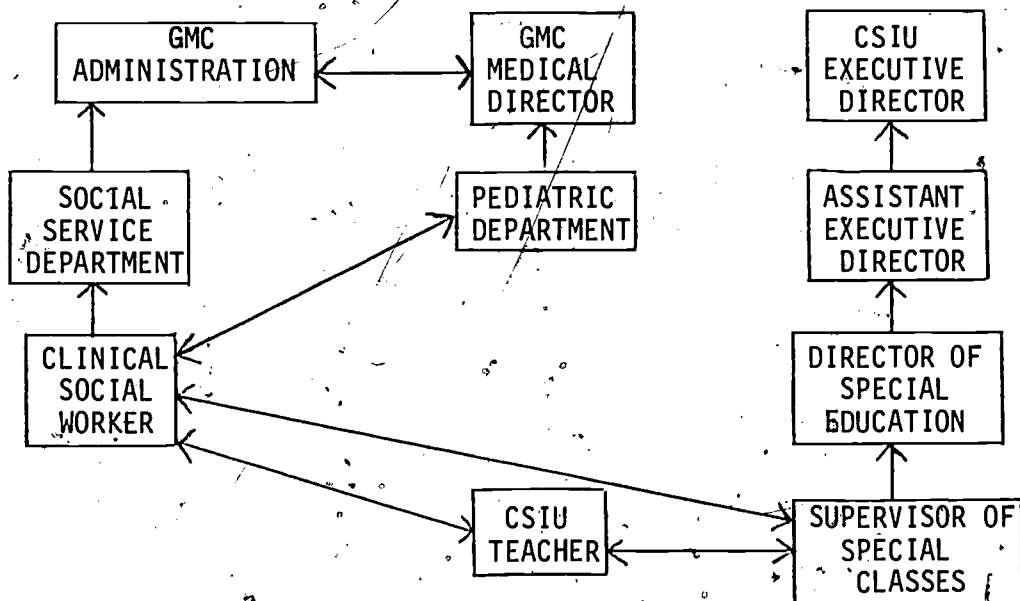 GMC
ADMINISTRATION
GMC
MEDICAL
DIRECTOR
CSIU
EXECUTIVE
DIRECTOR
SOCIAL
SERVICE
DEPARTMENT
PEDIATRIC
DEPARTMENT
ASSISTANT
EXECUTIVE
DIRECTOR
CLINICAL
SOCIAL
WORKER
DIRECTOR OF
SPECIAL
EDUCATION
CSIU
TEACHER
SUPERVISOR OF
SPECIAL
CLASSES